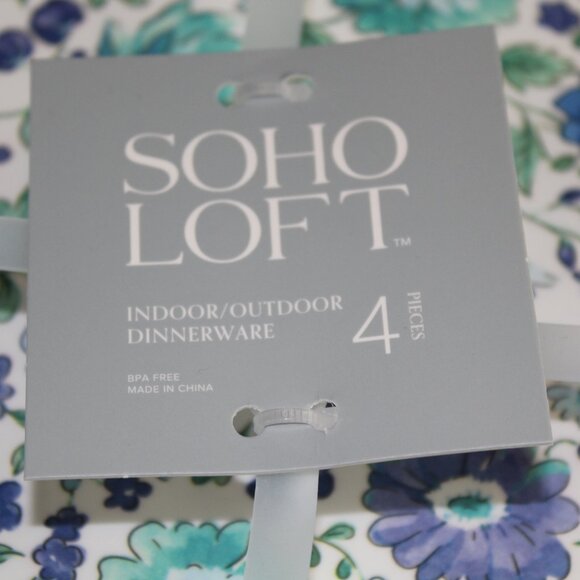 SOHO
LOFT™
INDOOR/OUTDOOR
DINNERWARE
4 PIECES
BPA FREE
MADE IN CHINA